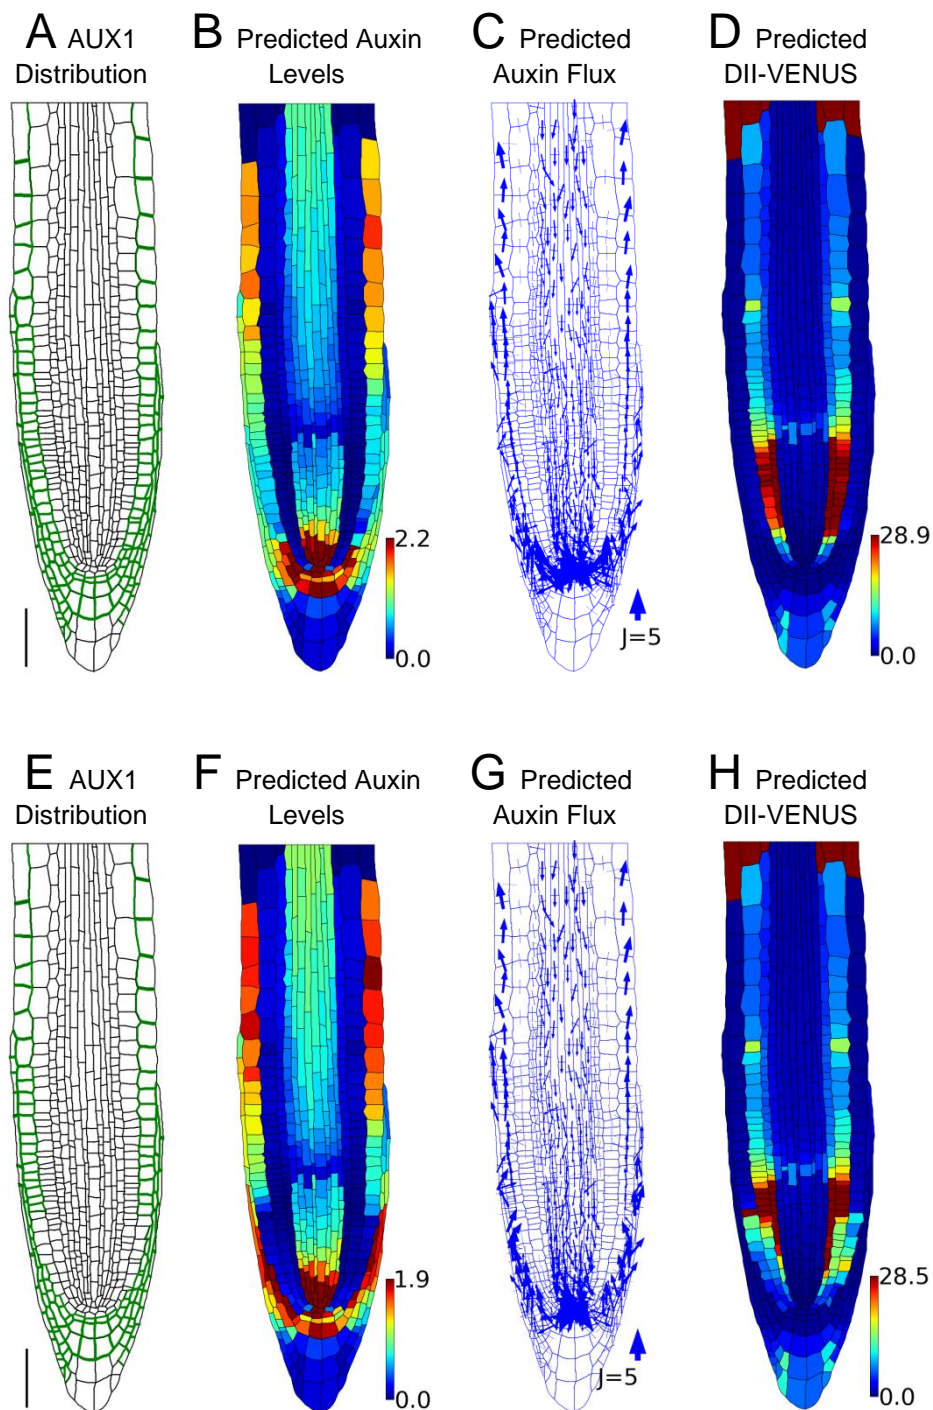 A AUX1
Distribution
B Predicted Auxin
Levels
C Predicted
Auxin Flux
D Predicted
DII-VENUS
2.2
0.0
J=5
28.9
0.0
E AUX1
Distribution
F Predicted Auxin
Levels
G Predicted
Auxin Flux
H Predicted
DII-VENUS
1.9
0.0
J=5
28.5
0.0